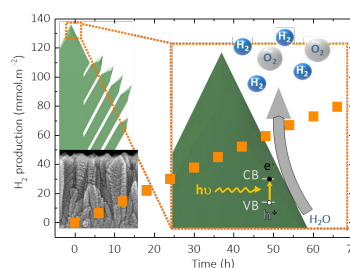 H₂ production (mmol.m⁻²)
140
120
100
80
60
40
20
0
H₂
H₂
H₂
H₂
O₂
O₂
e⁻
CB
hυ
VB
h⁺
H₂O
0
10
20
30
40
50
60
70
Time (h)